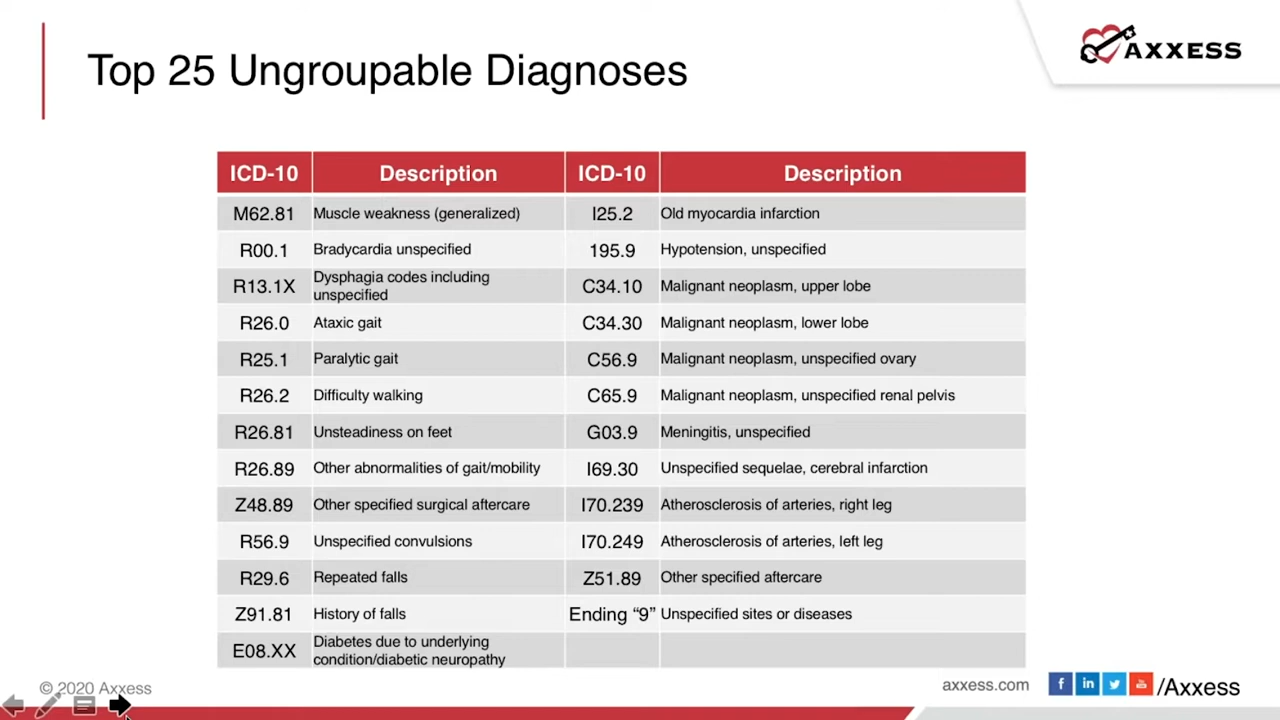 Top 25 Ungroupable Diagnoses
AXXESS
ICD-10 Description ICD-10 Description
M62.81 Muscle weakness (generalized) I25.2 Old myocardia infarction
R00.1 Bradycardia unspecified 195.9 Hypotension, unspecified
R13.1X Dysphagia codes including
unspecified C34.10 Malignant neoplasm, upper lobe
R26.0 Ataxic gait C34.30 Malignant neoplasm, lower lobe
R25.1 Paralytic gait C56.9 Malignant neoplasm, unspecified ovary
R26.2 Difficulty walking C65.9 Malignant neoplasm, unspecified renal pelvis
R26.81 Unsteadiness on feet G03.9 Meningitis, unspecified
R26.89 Other abnormalities of gait/mobility I69.30 Unspecified sequelae, cerebral infarction
Z48.89 Other specified surgical aftercare I70.239 Atherosclerosis of arteries, right leg
R56.9 Unspecified convulsions I70.249 Atherosclerosis of arteries, left leg
R29.6 Repeated falls Z51.89 Other specified aftercare
Z91.81 History of falls Ending “9” Unspecified sites or diseases
E08.XX Diabetes due to underlying
condition/diabetic neuropathy
© 2020 Axxess
axxess.com
/Axxess